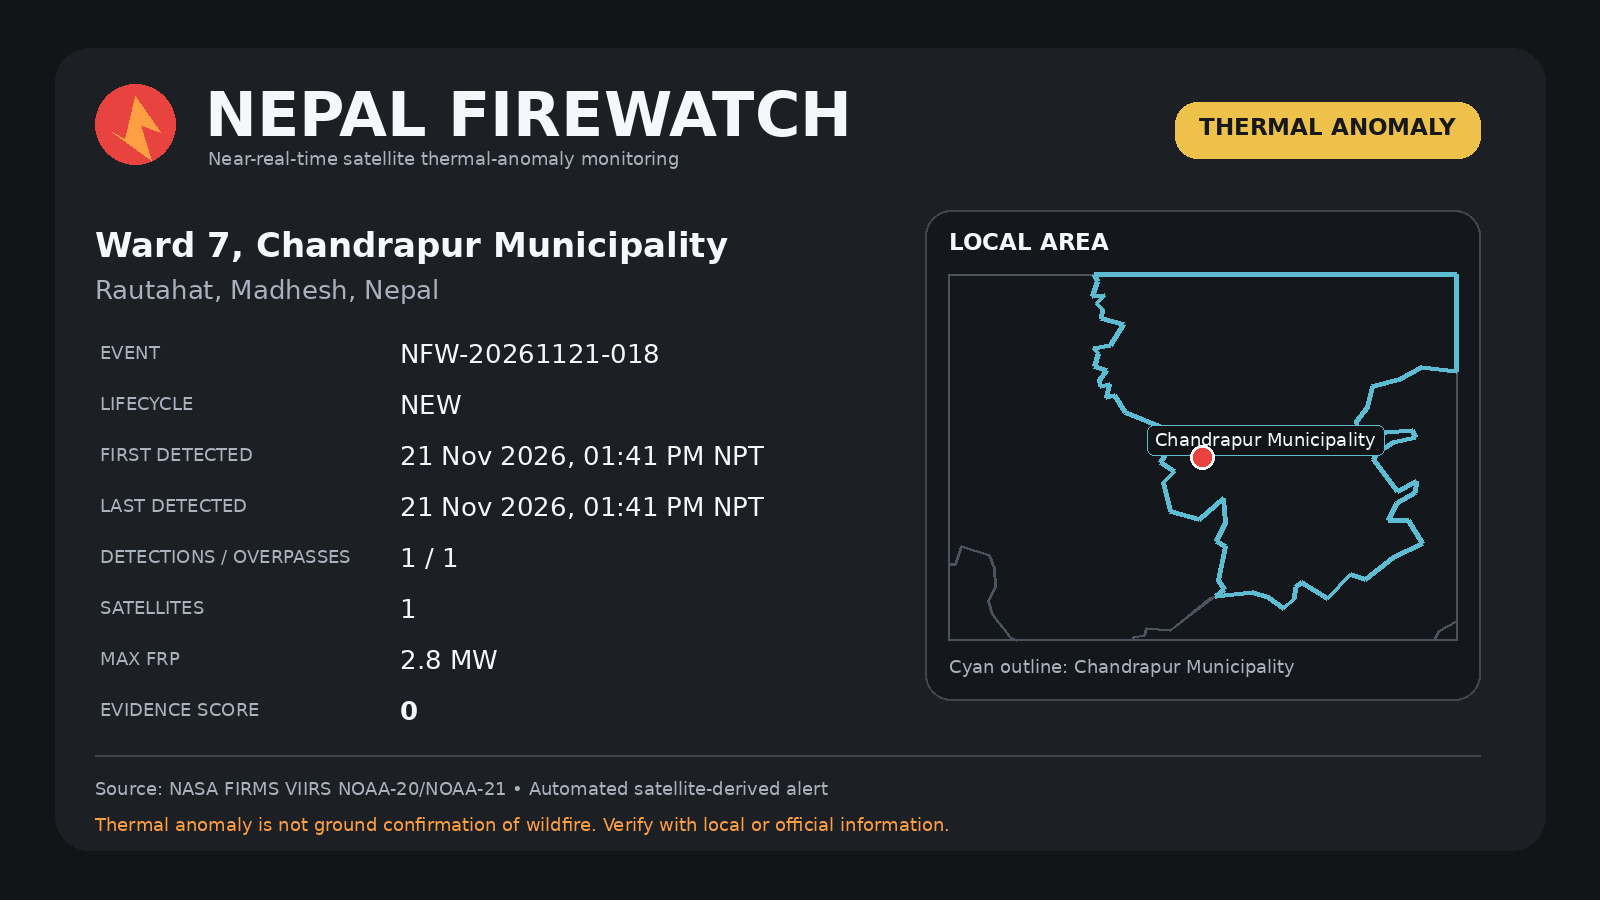 NEPAL FIREWATCH
Near-real-time satellite thermal-anomaly monitoring
THERMAL ANOMALY
Ward 7, Chandrapur Municipality
Rautahat, Madhesh, Nepal
EVENT NFW-20261121-018
LIFECYCLE NEW
FIRST DETECTED 21 Nov 2026, 01:41 PM NPT
LAST DETECTED 21 Nov 2026, 01:41 PM NPT
DETECTIONS / OVERPASSES 1 / 1
SATELLITES 1
MAX FRP 2.8 MW
EVIDENCE SCORE 0
LOCAL AREA
Chandrapur Municipality
Cyan outline: Chandrapur Municipality
Source: NASA FIRMS VIIRS NOAA-20/NOAA-21 • Automated satellite-derived alert
Thermal anomaly is not ground confirmation of wildfire. Verify with local or official information.